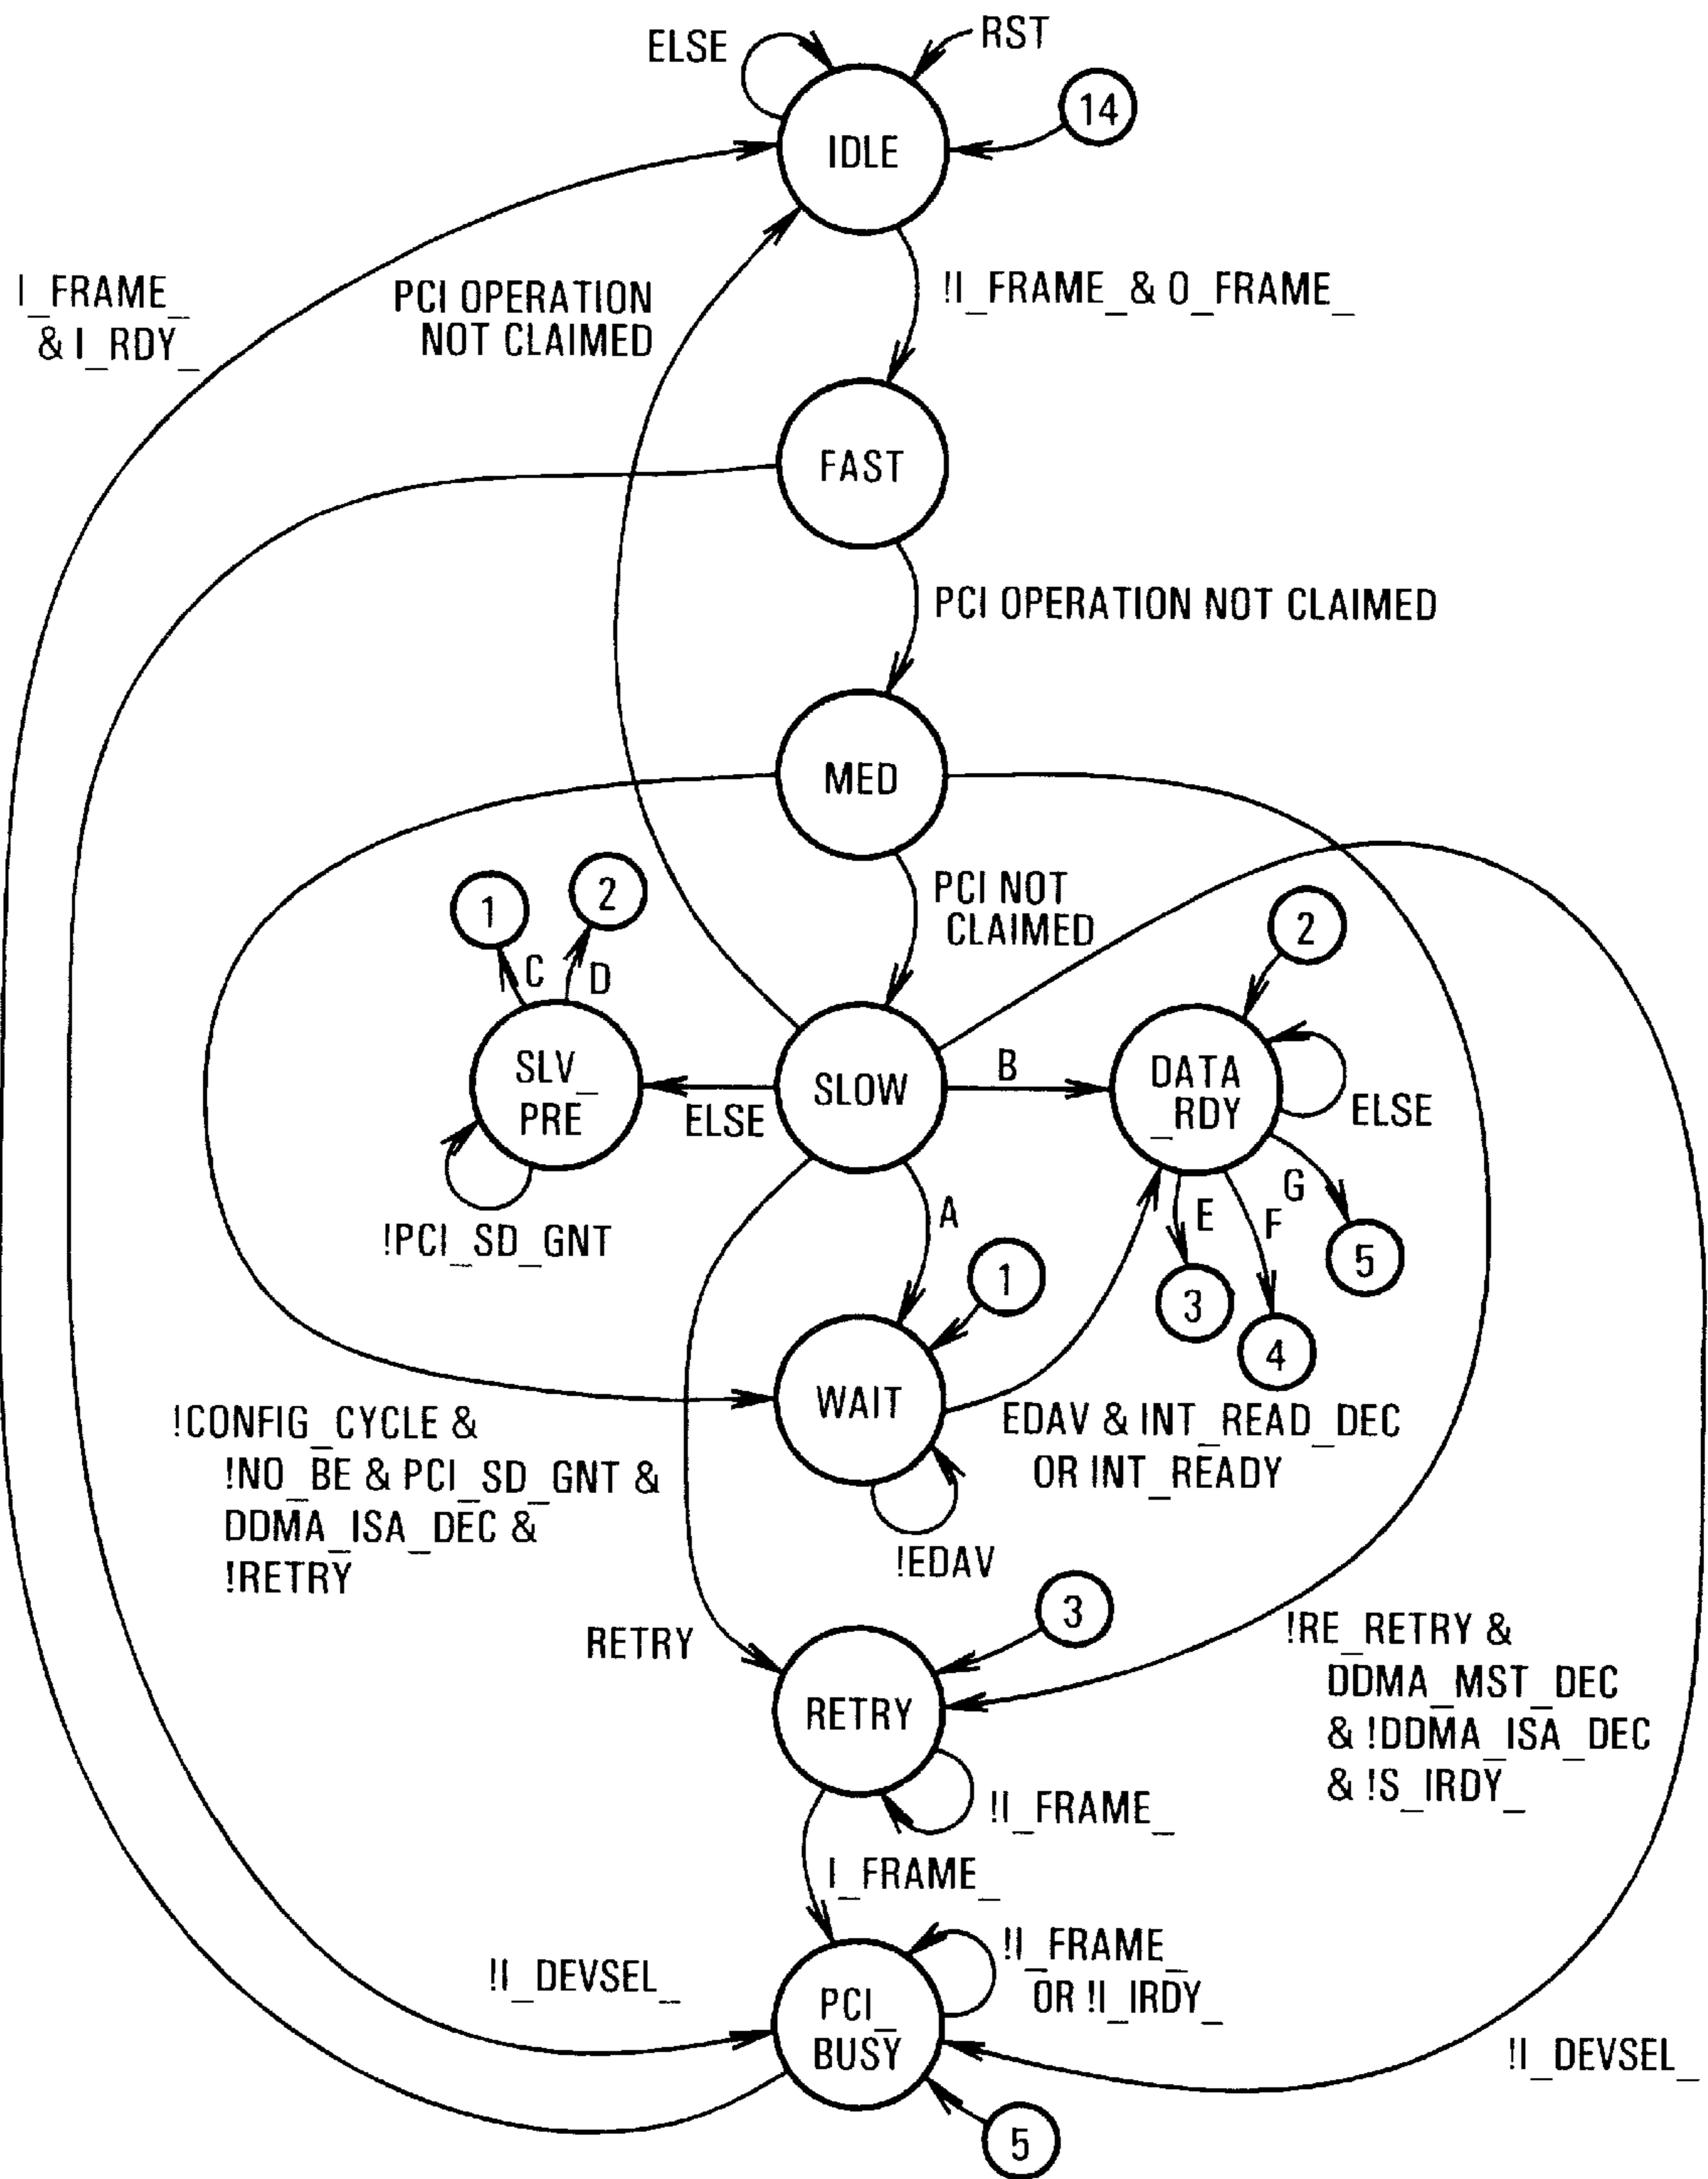 ELSE
RST
14
IDLE
I_FRAME_
& I_RDY_
PCI OPERATION
NOT CLAIMED
!I_FRAME_ & O_FRAME_
FAST
PCI OPERATION NOT CLAIMED
MED
PCI NOT
CLAIMED
1
2
C
D
2
SLV_
PRE
ELSE
SLOW
B
DATA
_RDY
ELSE
!PCI_SD_GNT
A
E
F
G
5
3
4
1
WAIT
EDAV & INT_READ_DEC
OR INT_READY
!EDAV
!CONFIG_CYCLE &
!NO_BE & PCI_SD_GNT &
DDMA_ISA_DEC &
!RETRY
RETRY
3
RETRY
!RE_RETRY &
DDMA_MST_DEC
& !DDMA_ISA_DEC
& !S_IRDY_
!I_FRAME_
I_FRAME_
!I_DEVSEL_
PCI_
BUSY
!I_FRAME_
OR !I_IRDY_
!I_DEVSEL_
5